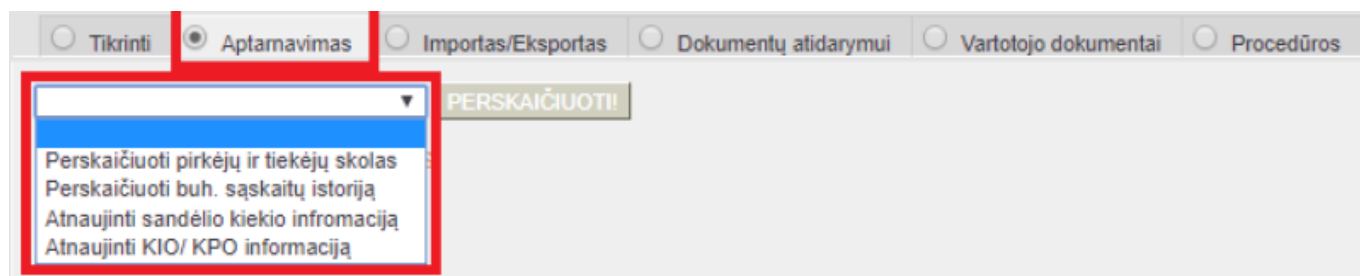 Tikrinti Aptarnavimas Importas/Eksportas Dokumentų atidarymui Vartotojo dokumentai Procedūros
PERSKAIČIUOTI!
Perskaičiuoti pirkėjų ir tiekėjų skolas
Perskaičiuoti buh. sąskaitų istoriją
Atnaujinti sandėlio kiekio infromaciją
Atnaujinti KIO/ KPO informaciją